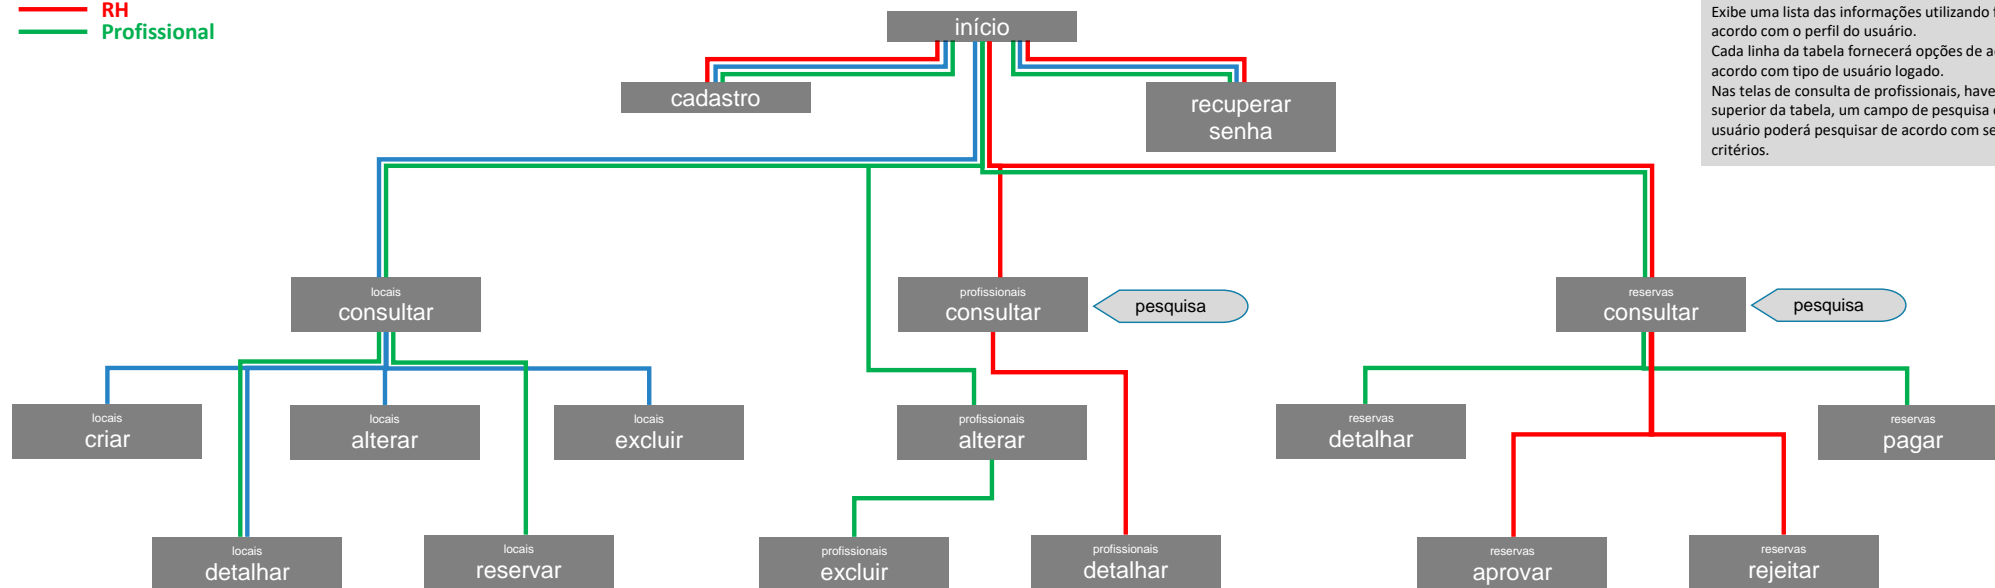 RH
Profissional
início
Exibe uma lista das informações utilizando
acordo com o perfil do usuário.
Cada linha da tabela fornecerá opções de
acordo com tipo de usuário logado.
Nas telas de consulta de profissionais,
superior da tabela, um campo de pesquisa
usuário poderá pesquisar de acordo com
critérios.
cadastro
recuperar
senha
locais
consultar
profissionais
consultar
pesquisa
reservas
consultar
pesquisa
locais
criar
locais
alterar
locais
excluir
profissionais
alterar
reservas
detalhar
reservas
pagar
locais
detalhar
locais
reservar
profissionais
excluir
profissionais
detalhar
reservas
aprovar
reservas
rejeitar